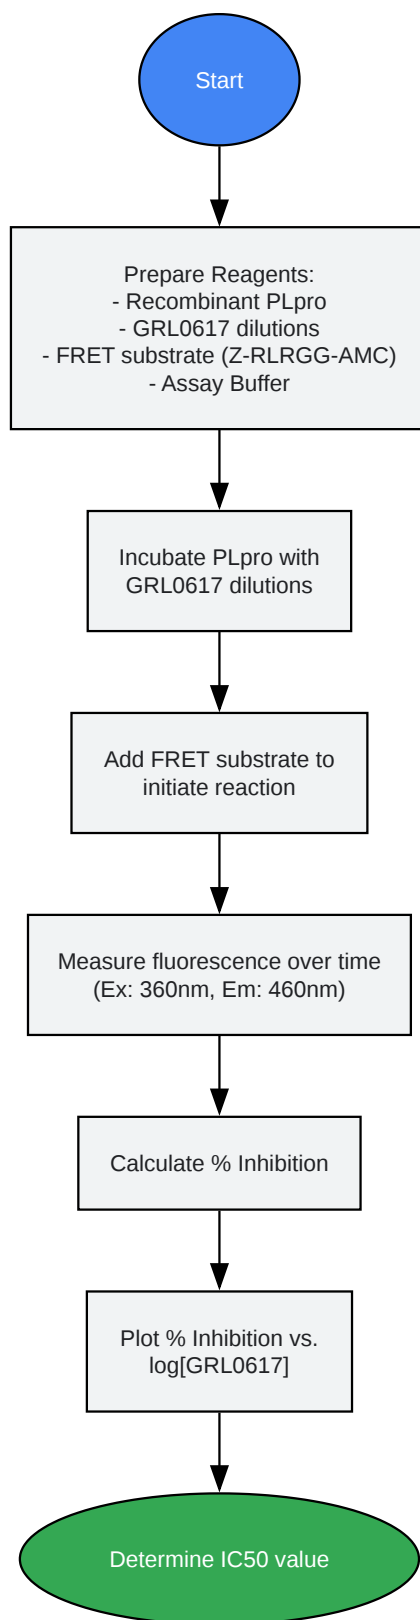 Start
Prepare Reagents:
- Recombinant PLpro
- GRL0617 dilutions
- FRET substrate (Z-RLRGG-AMC)
- Assay Buffer
Incubate PLpro with
GRL0617 dilutions
Add FRET substrate to
initiate reaction
Measure fluorescence over time
(Ex: 360nm, Em: 460nm)
Calculate % Inhibition
Plot % Inhibition vs.
log[GRL0617]
Determine IC50 value